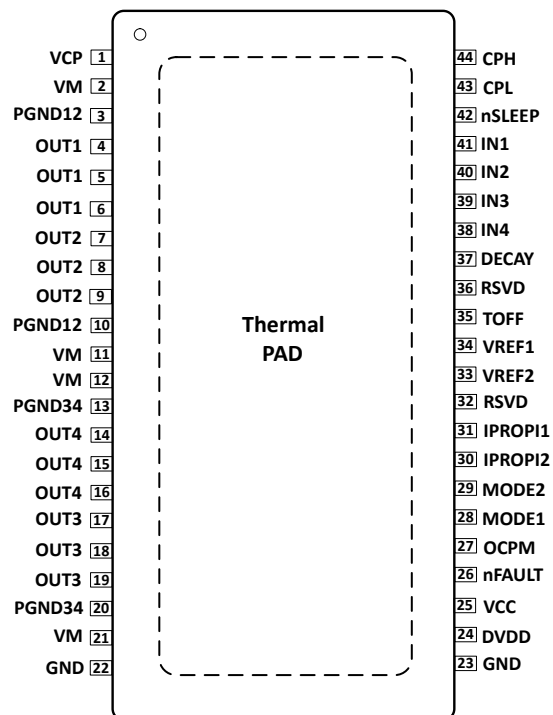 VCP 1
VM 2
PGND12 3
OUT1 4
OUT1 5
OUT1 6
OUT2 7
OUT2 8
OUT2 9
PGND12 10
VM 11
VM 12
PGND34 13
OUT4 14
OUT4 15
OUT4 16
OUT3 17
OUT3 18
OUT3 19
PGND34 20
VM 21
GND 22
Thermal
PAD
44 CPH
43 CPL
42 nSLEEP
41 IN1
40 IN2
39 IN3
38 IN4
37 DECAY
36 RSVD
35 TOFF
34 VREF1
33 VREF2
32 RSVD
31 IPROPI1
30 IPROPI2
29 MODE2
28 MODE1
27 OCPM
26 nFAULT
25 VCC
24 DVDD
23 GND